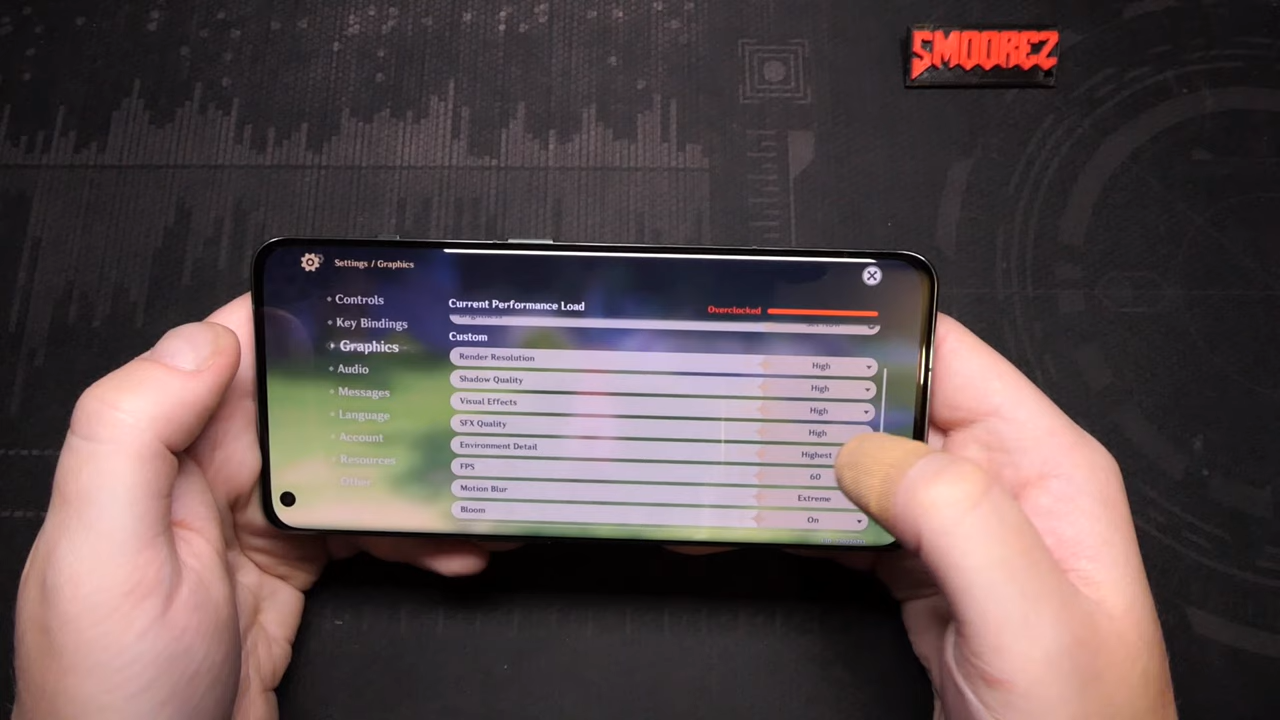 SMOOREZ
Settings / Graphics
Controls
Key Bindings
Graphics
Audio
Messages
Language
Account
Resources
Other
Current Performance Load
Overclocked
Brightness
Custom
Render Resolution High
Shadow Quality High
Visual Effects High
SFX Quality High
Environment Detail Highest
FPS 60
Motion Blur Extreme
Bloom On